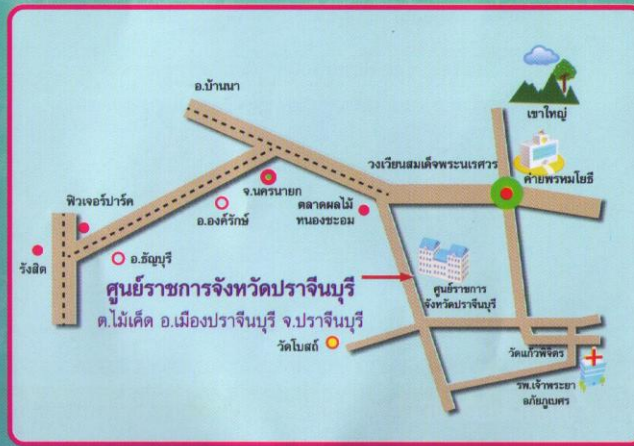 อ.บ้านนา
เขาใหญ่
วงเวียนสมเด็จพระนเรศวร
ค่ายพรหมโยธี
จ.นครนายก
ฟิวเจอร์ปาร์ค
อ.องค์รักษ์
ตลาดผลไม้
หนองชะอม
รังสิต
อ.ธัญบุรี
ศูนย์ราชการจังหวัดปราจีนบุรี
ศูนย์ราชการ
จังหวัดปราจีนบุรี
ต.ไม้เค็ด อ.เมืองปราจีนบุรี จ.ปราจีนบุรี
วัดโบสถ์
วัดแก้วพิจิตร
รพ.เจ้าพระยา
อภัยภูเบศร